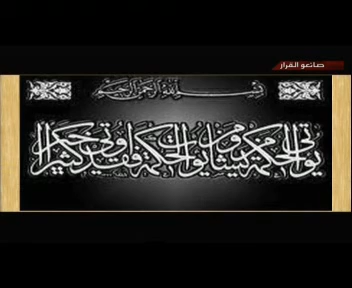 صانعو القرار
بسم الله الرحمن الرحيم
يؤتي الحكمة من يشاء ومن يؤت الحكمة فقد أوتي خيرا كثيرا